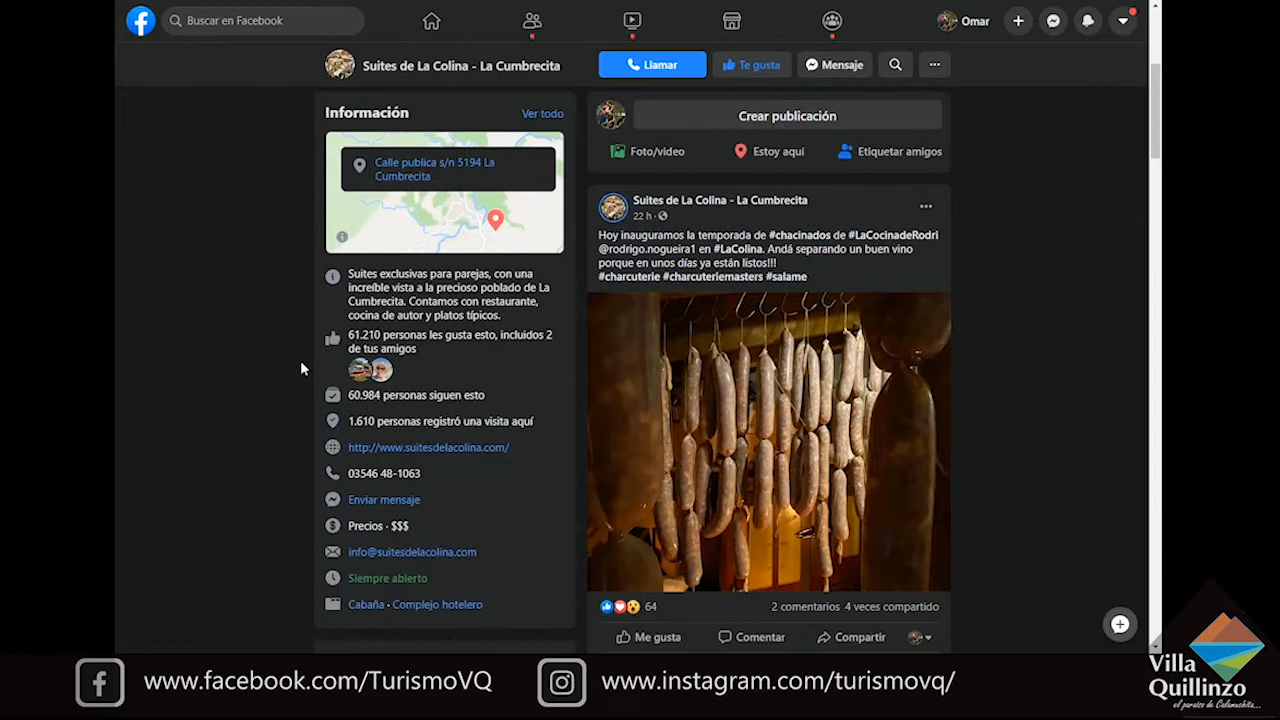 Buscar en Facebook
Omar
Suites de La Colina - La Cumbrecita
Llamar
Te gusta
Mensaje
Información
Ver todo
Calle publica s/n 5194 La
Cumbrecita
Suites exclusivas para parejas, con una
increíble vista a la precioso poblado de La
Cumbrecita. Contamos con restaurante,
cocina de autor y platos típicos.
61.210 personas les gusta esto, incluidos 2
de tus amigos
60.984 personas siguen esto
1.610 personas registró una visita aquí
http://www.suitesdelacolina.com/
03546 48-1063
Enviar mensaje
Precios · $$$
info@suitesdelacolina.com
Siempre abierto
Cabaña · Complejo hotelero
Crear publicación
Foto/video
Estoy aquí
Etiquetar amigos
Suites de La Colina - La Cumbrecita
22 h ·
Hoy inauguramos la temporada de #chacinados de #LaCocinadeRodri
@rodrigo.nogueira1 en #LaColina. Andá separando un buen vino
porque en unos días ya están listos!!!
#charcuterie #charcuteriemasters #salame
64
2 comentarios 4 veces compartido
Me gusta
Comentar
Compartir
www.facebook.com/TurismoVQ
www.instagram.com/turismovq/
Villa
Quillinzo
el paraíso de Calamuchita...